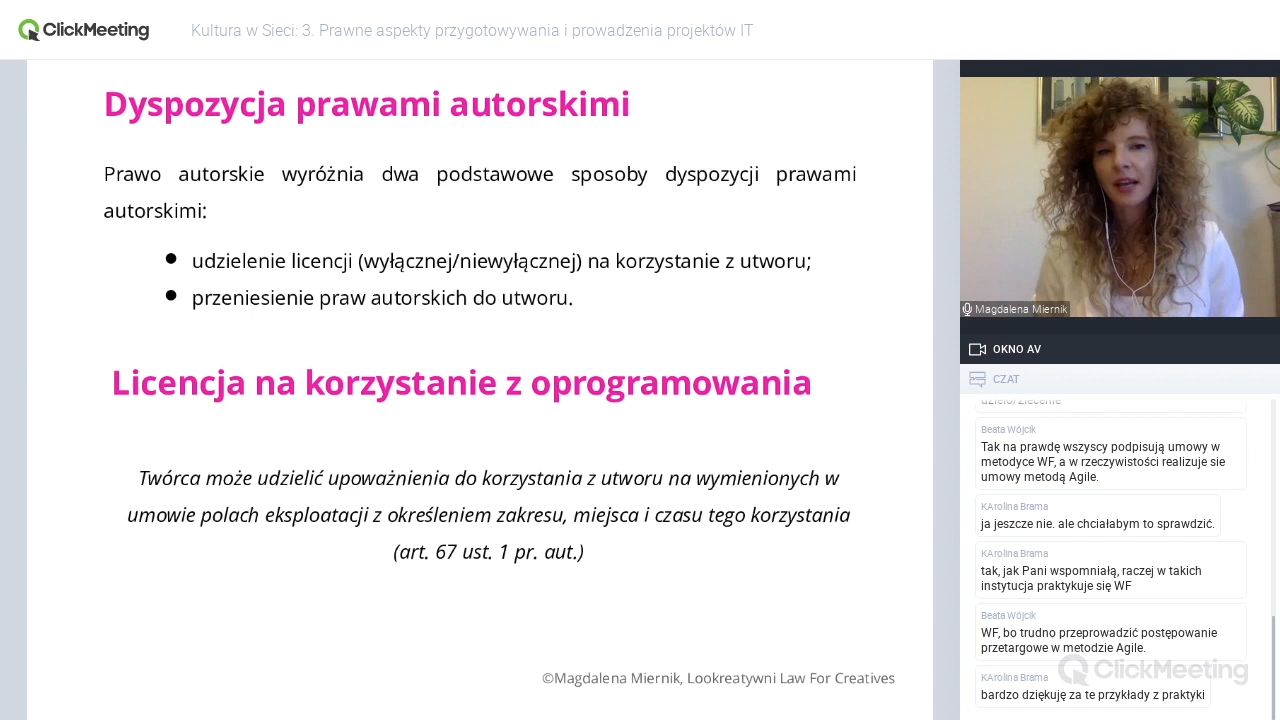 ClickMeeting
Kultura w Sieci: 3. Prawne aspekty przygotowywania i prowadzenia projektów IT
Dyspozycja prawami autorskimi
Prawo autorskie wyróżnia dwa podstawowe sposoby dyspozycji prawami
autorskimi:
udzielenie licencji (wyłącznej/niewyłącznej) na korzystanie z utworu;
przeniesienie praw autorskich do utworu.
Licencja na korzystanie z oprogramowania
Twórca może udzielić upoważnienia do korzystania z utworu na wymienionych w
umowie polach eksploatacji z określeniem zakresu, miejsca i czasu tego korzystania
(art. 67 ust. 1 pr. aut.)
©Magdalena Miernik, Lookreatywni Law For Creatives
Magdalena Miernik
OKNO AV
CZAT
dzieło/zlecenie
Beata Wójcik
Tak na prawdę wszyscy podpisują umowy w
metodyce WF, a w rzeczywistości realizuje sie
umowy metodą Agile.
KArolina Brama
ja jeszcze nie. ale chciałabym to sprawdzić.
KArolina Brama
tak, jak Pani wspomniałą, raczej w takich
instytucja praktykuje się WF
Beata Wójcik
WF, bo trudno przeprowadzić postępowanie
przetargowe w metodzie Agile.
KArolina Brama
bardzo dziękuję za te przykłady z praktyki
ClickMeeting